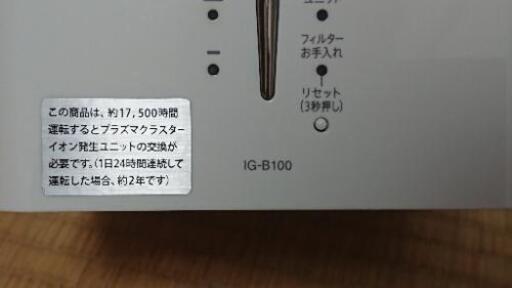 ユニット
フィルター
お手入れ
リセット
(3秒押し)
この商品は、約17,500時間
運転するとプラズマクラスター
イオン発生ユニットの交換が
必要です。(1日24時間連続して
運転した場合、約2年です)
IG-B100